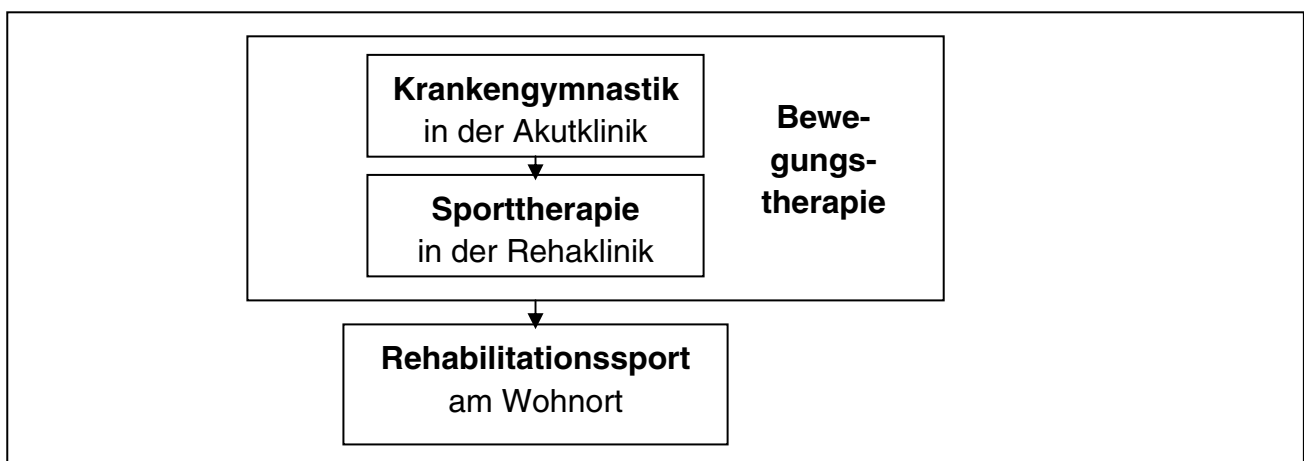 Krankengymnastik
in der Akutklinik
Bewe-
gungs-
therapie
Sporttherapie
in der Rehaklinik
Rehabilitationssport
am Wohnort